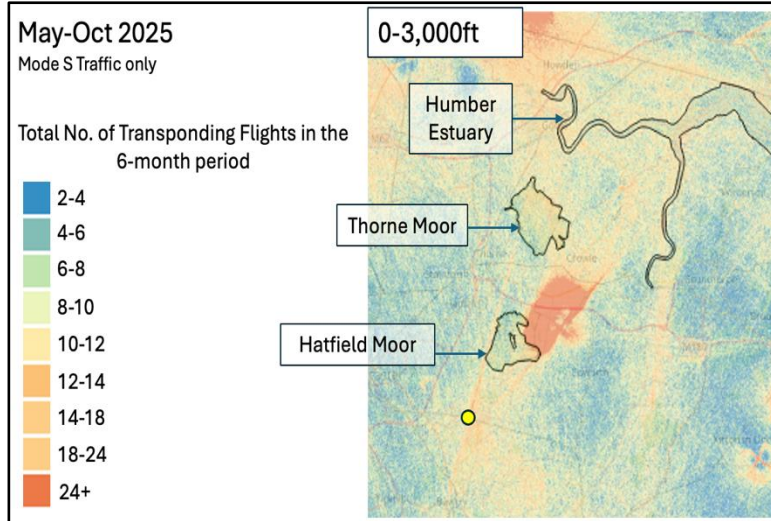 May-Oct 2025
Mode S Traffic only
Total No. of Transponding Flights in the
6-month period
2-4
4-6
6-8
8-10
10-12
12-14
14-18
18-24
24+
0-3,000ft
Humber
Estuary
Thorne Moor
Hatfield Moor
Howden
Crowle